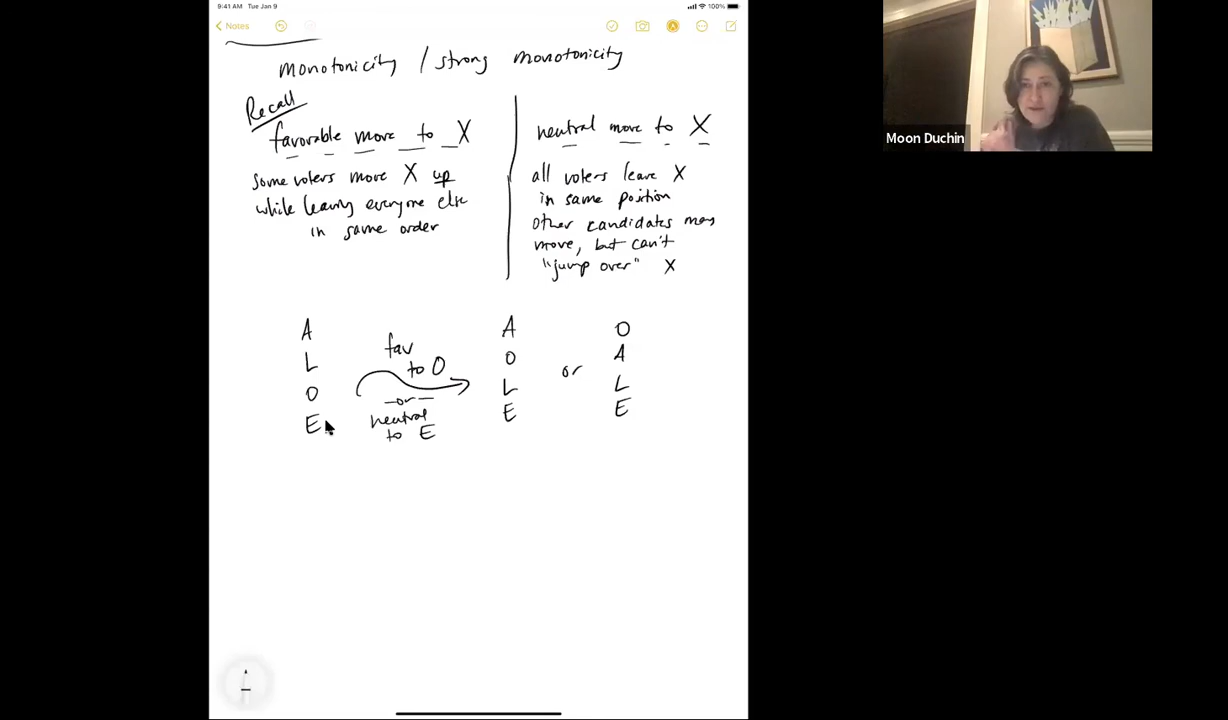 9:41 AM Tue Jan 9
100%
Notes
monotonicity / strong monotonicity
Recall
favorable move to X
some voters move X up
while leaving everyone else
in same order
neutral move to X
all voters leave X
in same position
other candidates may
move, but can't
"jump over" X
A
L
O
E
fav
to O
-or-
neutral
to E
A
O
L
E
or
O
A
L
E
Moon Duchin